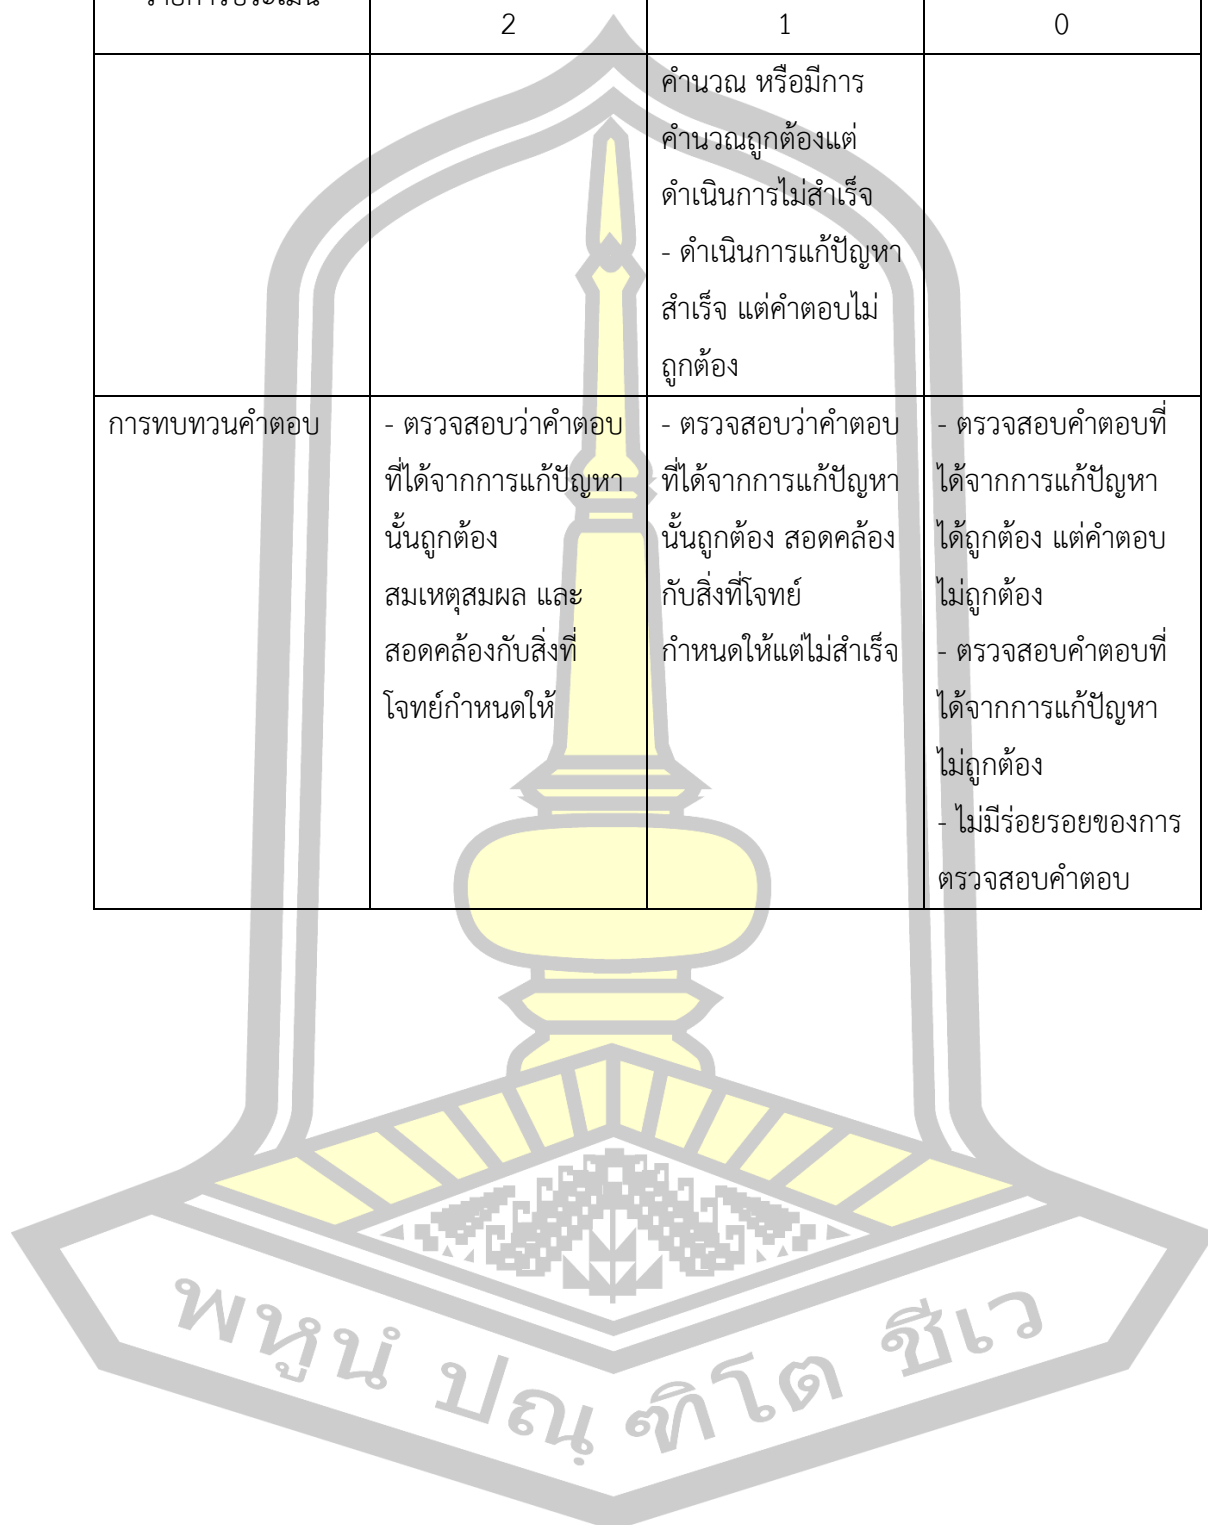 รายการประเมิน
2 1 0
คำนวณ หรือมีการ
คำนวณถูกต้องแต่
ดำเนินการไม่สำเร็จ
- ดำเนินการแก้ปัญหา
สำเร็จ แต่คำตอบไม่
ถูกต้อง
การทบทวนคำตอบ
- ตรวจสอบว่าคำตอบ
ที่ได้จากการแก้ปัญหา
นั้นถูกต้อง
สมเหตุสมผล และ
สอดคล้องกับสิ่งที่
โจทย์กำหนดให้
- ตรวจสอบว่าคำตอบ
ที่ได้จากการแก้ปัญหา
นั้นถูกต้อง สอดคล้อง
กับสิ่งที่โจทย์
กำหนดให้แต่ไม่สำเร็จ
- ตรวจสอบคำตอบที่
ได้จากการแก้ปัญหา
ได้ถูกต้อง แต่คำตอบ
ไม่ถูกต้อง
- ตรวจสอบคำตอบที่
ได้จากการแก้ปัญหา
ไม่ถูกต้อง
- ไม่มีร่อยรอยของการ
ตรวจสอบคำตอบ
พหูนํ ปณฺฑิโต ชีเว